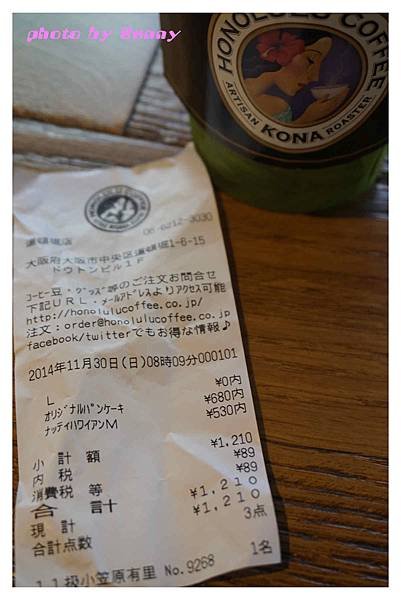 photo by
HONOLULU COFFEE
ARTISAN ROASTER
KONA
道頓堀店
06-6212-3030
大阪府大阪市中央区道頓堀1-6-15
ドウトンビル1F
ｺｰﾋｰ豆・ｸﾞｯｽﾞ等のご注文お問合せ
下記URL・ﾒｰﾙｱﾄﾞﾚｽよりｱｸｾｽ可能
http://honolulucoffee.co.jp/
注文：order@honolulucoffee.co.jp
facebook/twitterでもお得な情報♪
2014年11月30日(日)08時09分000101
L ¥0内
ｵﾘｼﾞﾅﾙﾊﾟﾝｹｰｷ ¥680内
ﾅｯﾃｨﾊﾜｲｱﾝM ¥530内
小計額 ¥1,210
内税 ¥89
消費税等 ¥89
合計 ¥1,210
現計 ¥1,210
合計点数 3点
1名
11級小笠原有里 No.9268